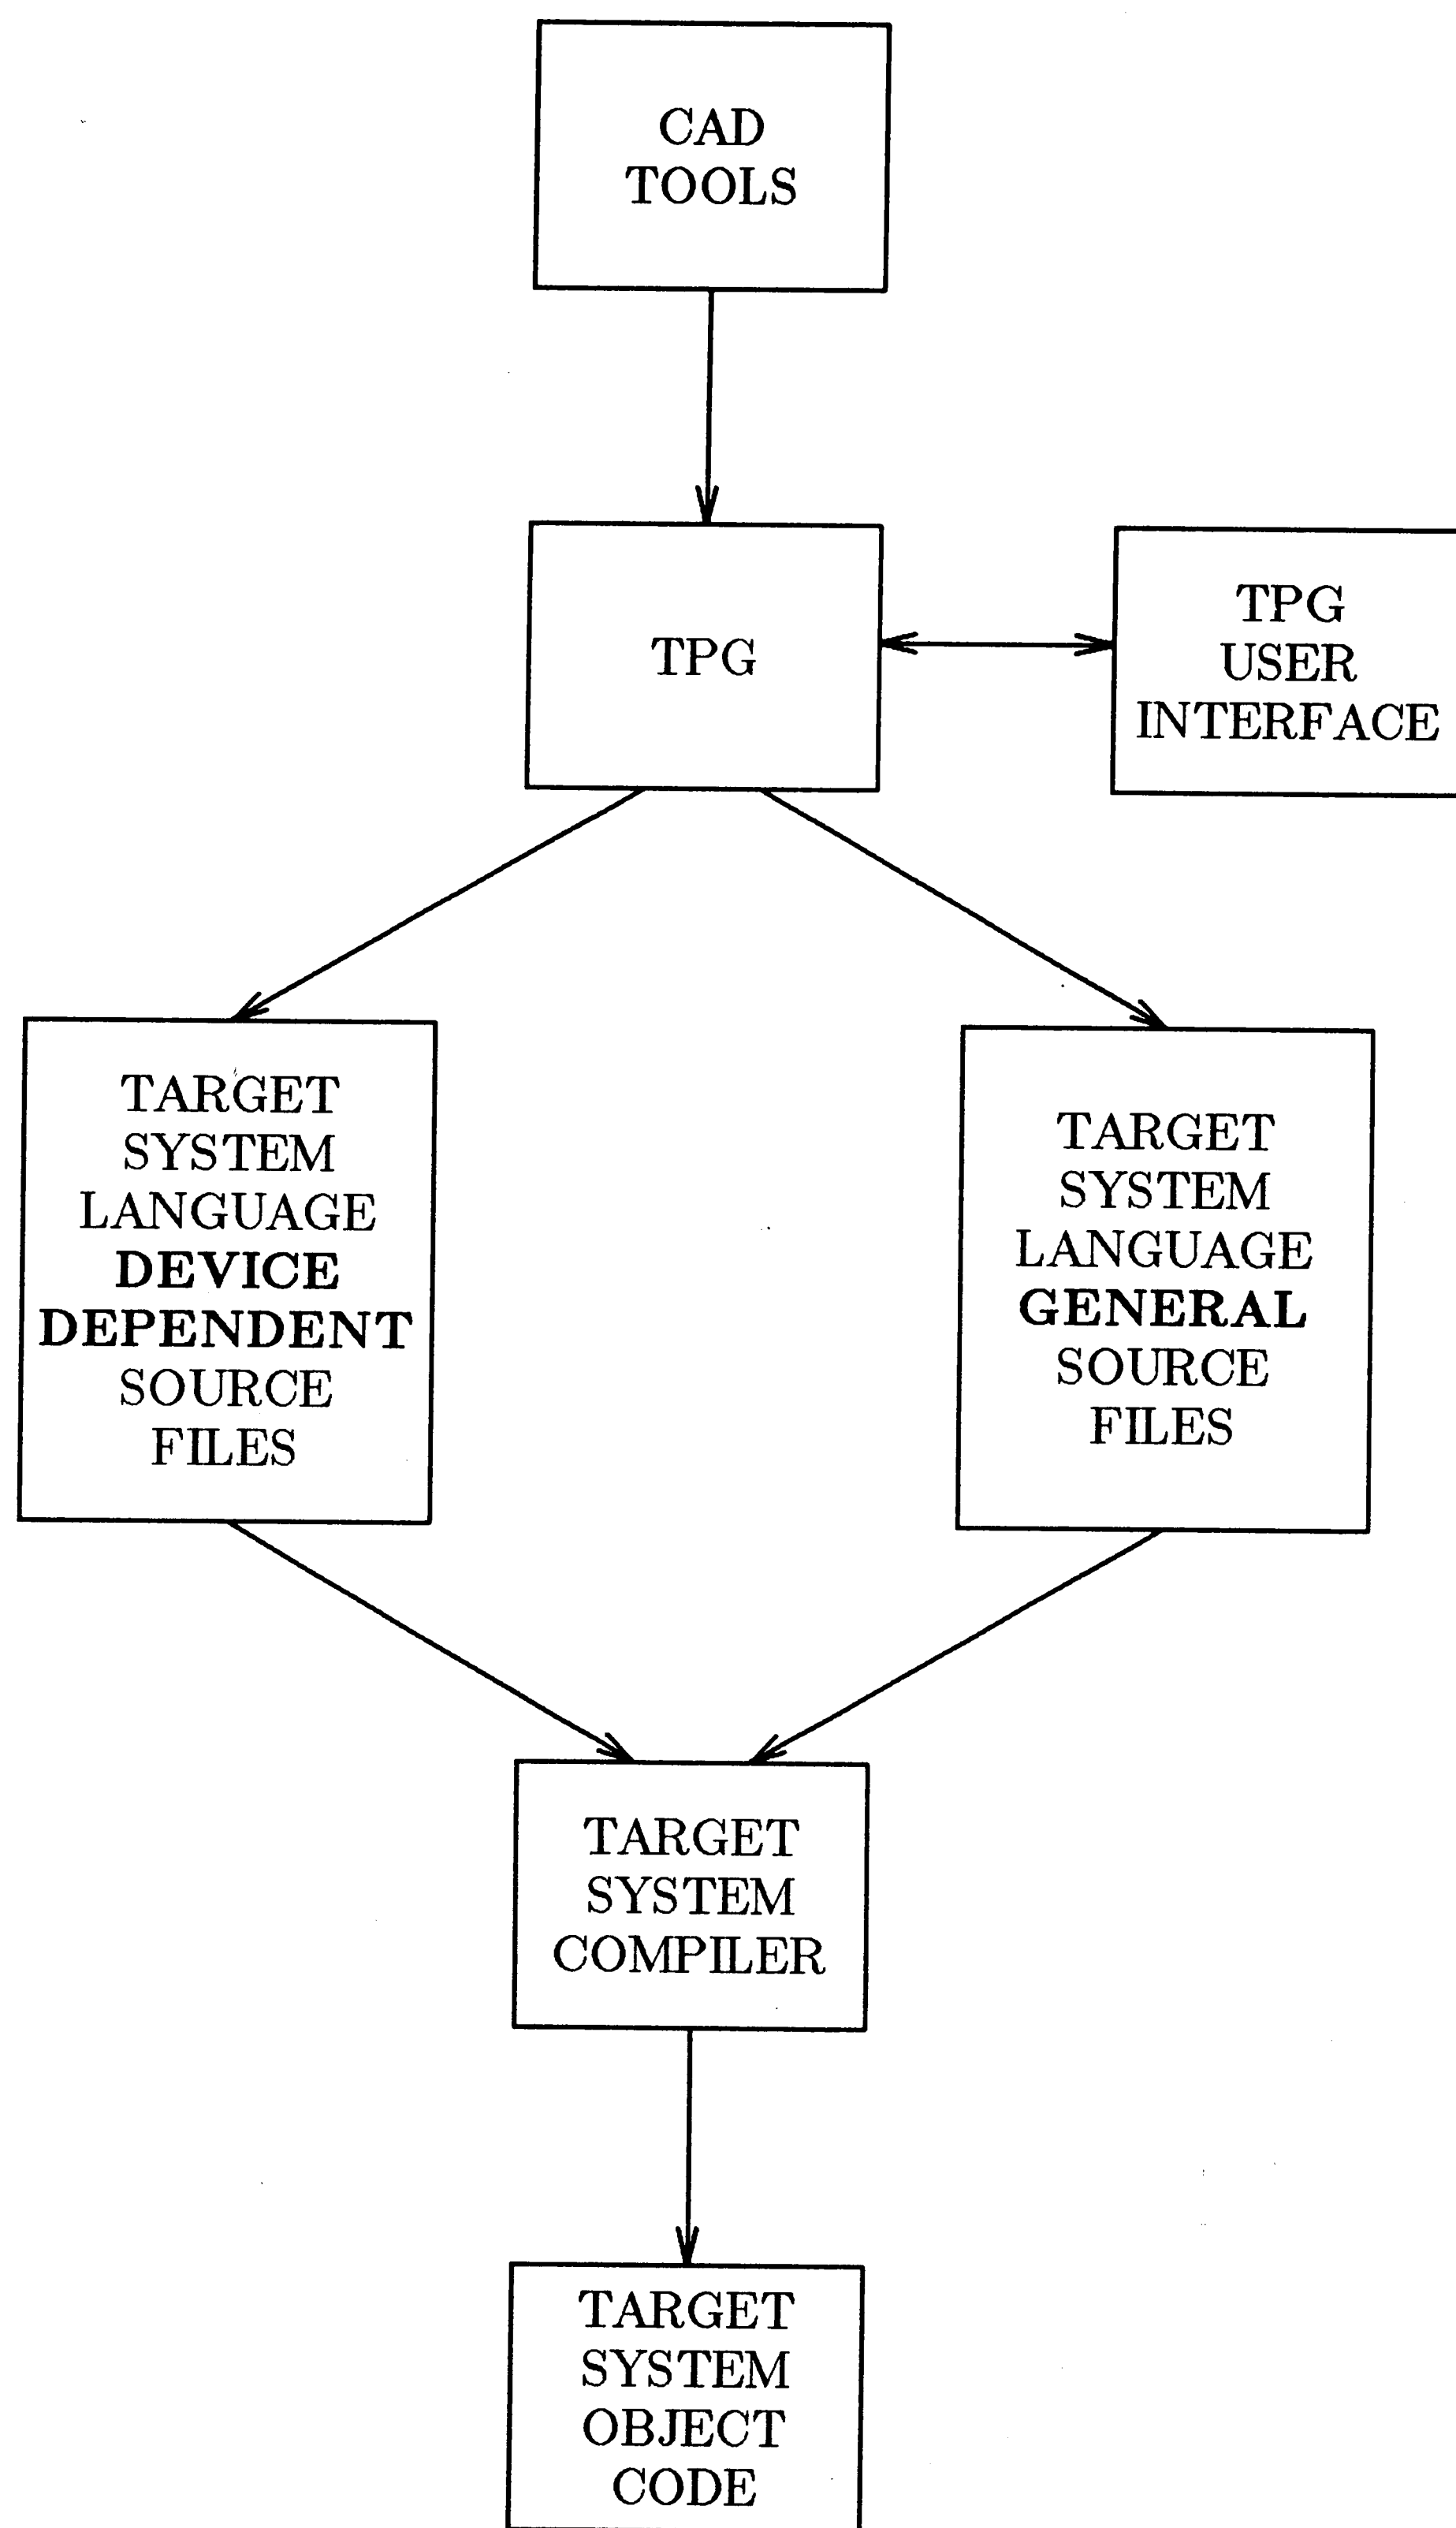 CAD
TOOLS
TPG
TPG
USER
INTERFACE
TARGET
SYSTEM
LANGUAGE
DEVICE
DEPENDENT
SOURCE
FILES
TARGET
SYSTEM
LANGUAGE
GENERAL
SOURCE
FILES
TARGET
SYSTEM
COMPILER
TARGET
SYSTEM
OBJECT
CODE